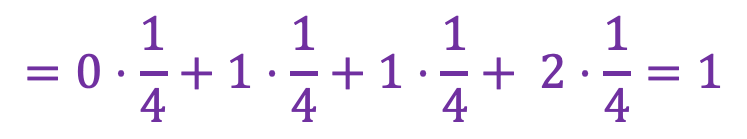 = 0 · 1/4 + 1 · 1/4 + 1 · 1/4 + 2 · 1/4 = 1